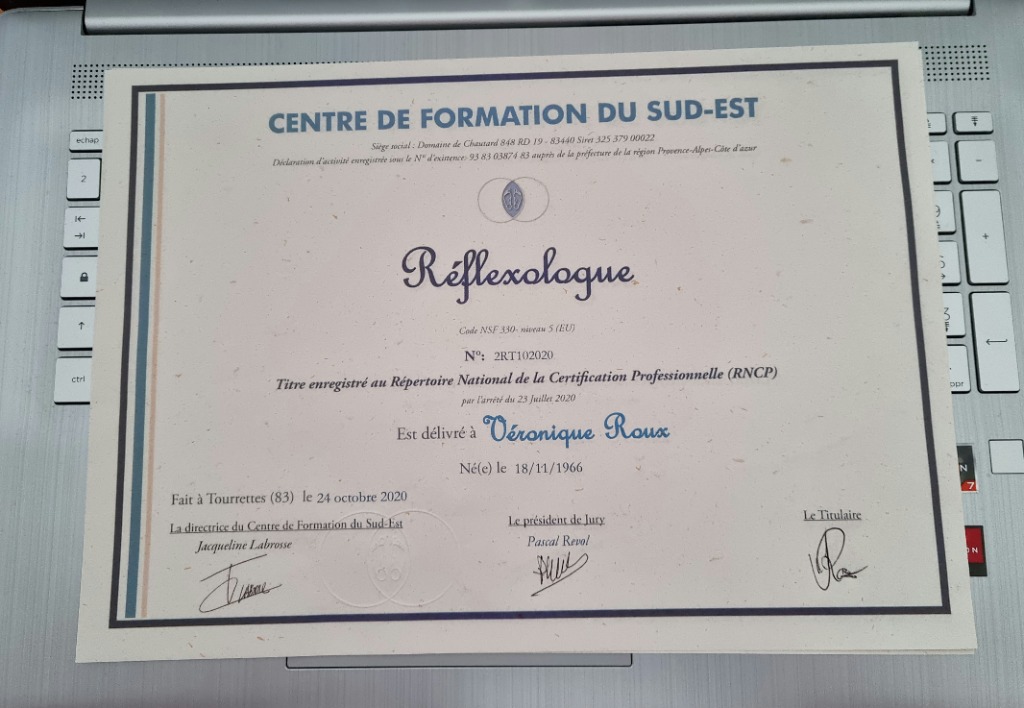 CENTRE DE FORMATION DU SUD-EST
Siège social : Domaine de Chautard 848 RD 19 - 83440 Siret 325 379 00022
Déclaration d'activité enregistrée sous le N° d'existence: 93 83 03874 83 auprès de la préfecture de la région Provence-Alpes-Côte d'azur
Réflexologue
Code NSF 330- niveau 5 (EU)
N°: 2RT102020
Titre enregistré au Répertoire National de la Certification Professionnelle (RNCP)
par l'arrêté du 23 Juillet 2020
Est délivré à Véronique Roux
Né(e) le 18/11/1966
Fait à Tourrettes (83) le 24 octobre 2020
La directrice du Centre de Formation du Sud-Est
Jacqueline Labrosse
Le président de Jury
Pascal Revol
Le Titulaire
echap
2
ctrl
+
-
7